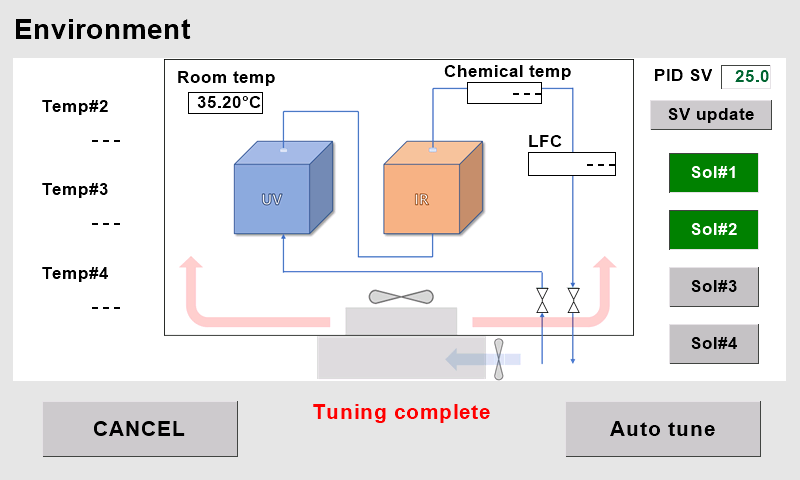 Environment
Room temp
35.20°C
Chemical temp
---
PID SV 25.0
SV update
Temp#2
---
LFC
---
Sol#1
Temp#3
---
UV
IR
Sol#2
Temp#4
---
Sol#3
Sol#4
CANCEL
Tuning complete
Auto tune